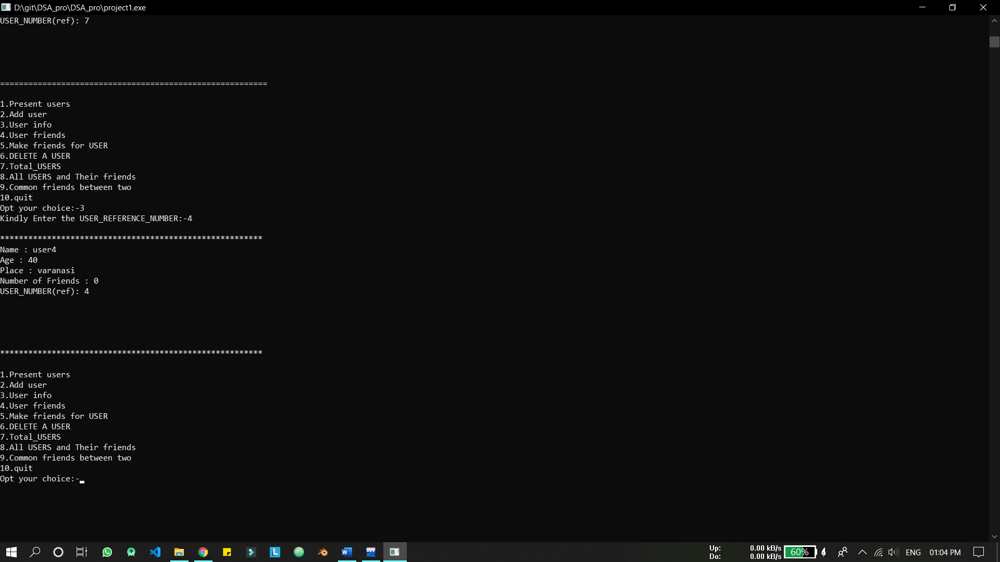 D:\git\DSA_pro\DSA_pro\project1.exe
USER_NUMBER(ref): 7
=========================================================
1.Present users
2.Add user
3.User info
4.User friends
5.Make friends for USER
6.DELETE A USER
7.Total_USERS
8.All USERS and Their friends
9.Common friends between two
10.quit
Opt your choice:-3
Kindly Enter the USER_REFERENCE_NUMBER:-4
********************************************************
Name : user4
Age : 40
Place : varanasi
Number of Friends : 0
USER_NUMBER(ref): 4
********************************************************
1.Present users
2.Add user
3.User info
4.User friends
5.Make friends for USER
6.DELETE A USER
7.Total_USERS
8.All USERS and Their friends
9.Common friends between two
10.quit
Opt your choice:-
L
W
DEV
Up: 0.00 kB/s
Do: 0.00 kB/s
60%
ENG
01:04 PM